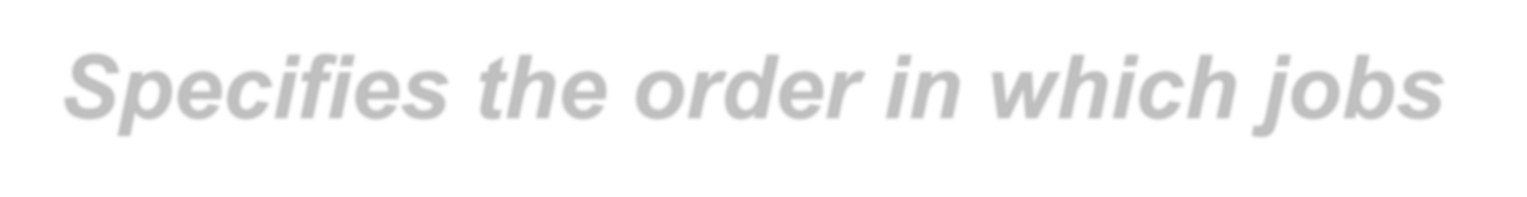 Specifies the order in which jobs